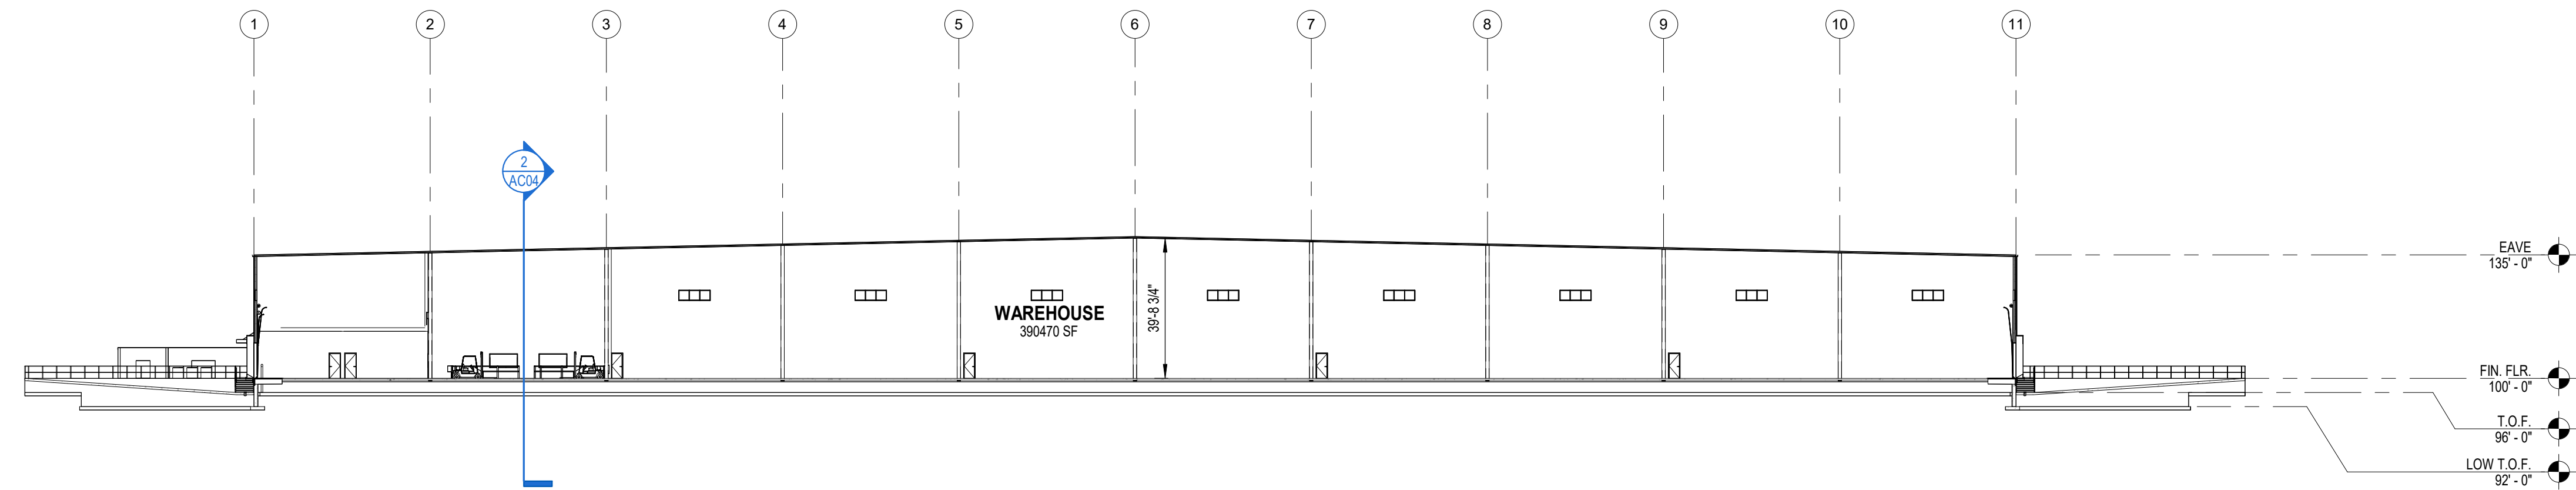 1
2
3
4
5
6
7
8
9
10
11
2
AC04
EAVE
135' - 0"
39'-8 3/4"
WAREHOUSE
390470 SF
FIN. FLR.
100' - 0"
T.O.F.
96' - 0"
LOW T.O.F.
92' - 0"